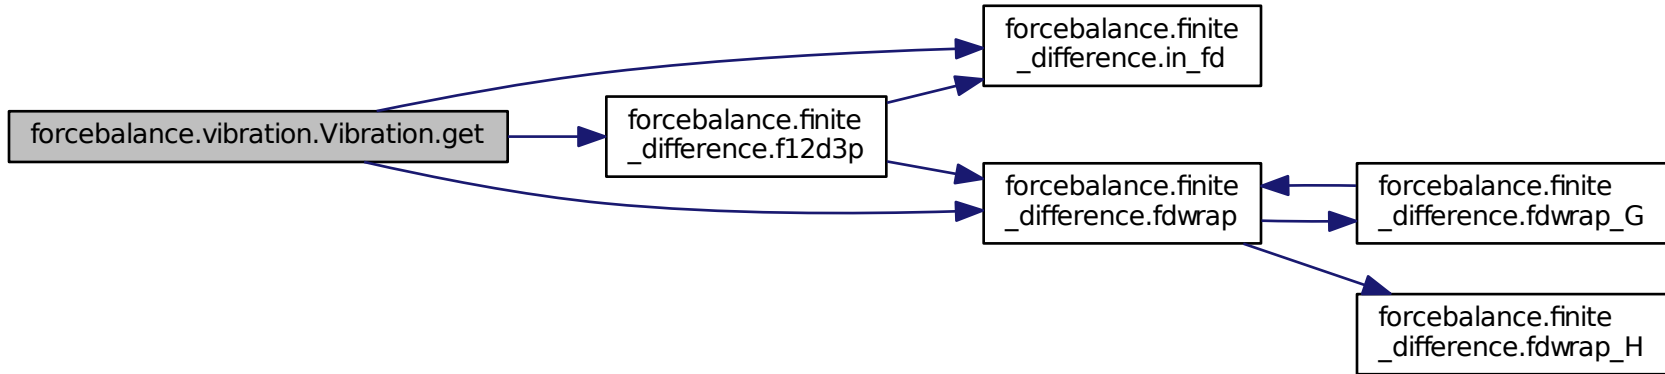 forcebalance.vibration.Vibration.get
forcebalance.finite
_difference.f12d3p
forcebalance.finite
_difference.in_fd
forcebalance.finite
_difference.fdwrap
forcebalance.finite
_difference.fdwrap_G
forcebalance.finite
_difference.fdwrap_H